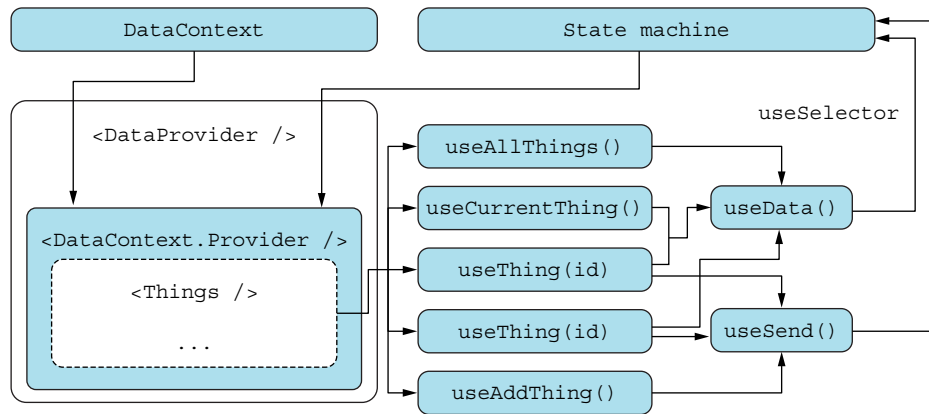 DataContext
State machine
<DataProvider />
useSelector
useAllThings()
useCurrentThing()
useData()
<DataContext.Provider />
useThing(id)
<Things />
...
useThing(id)
useSend()
useAddThing()